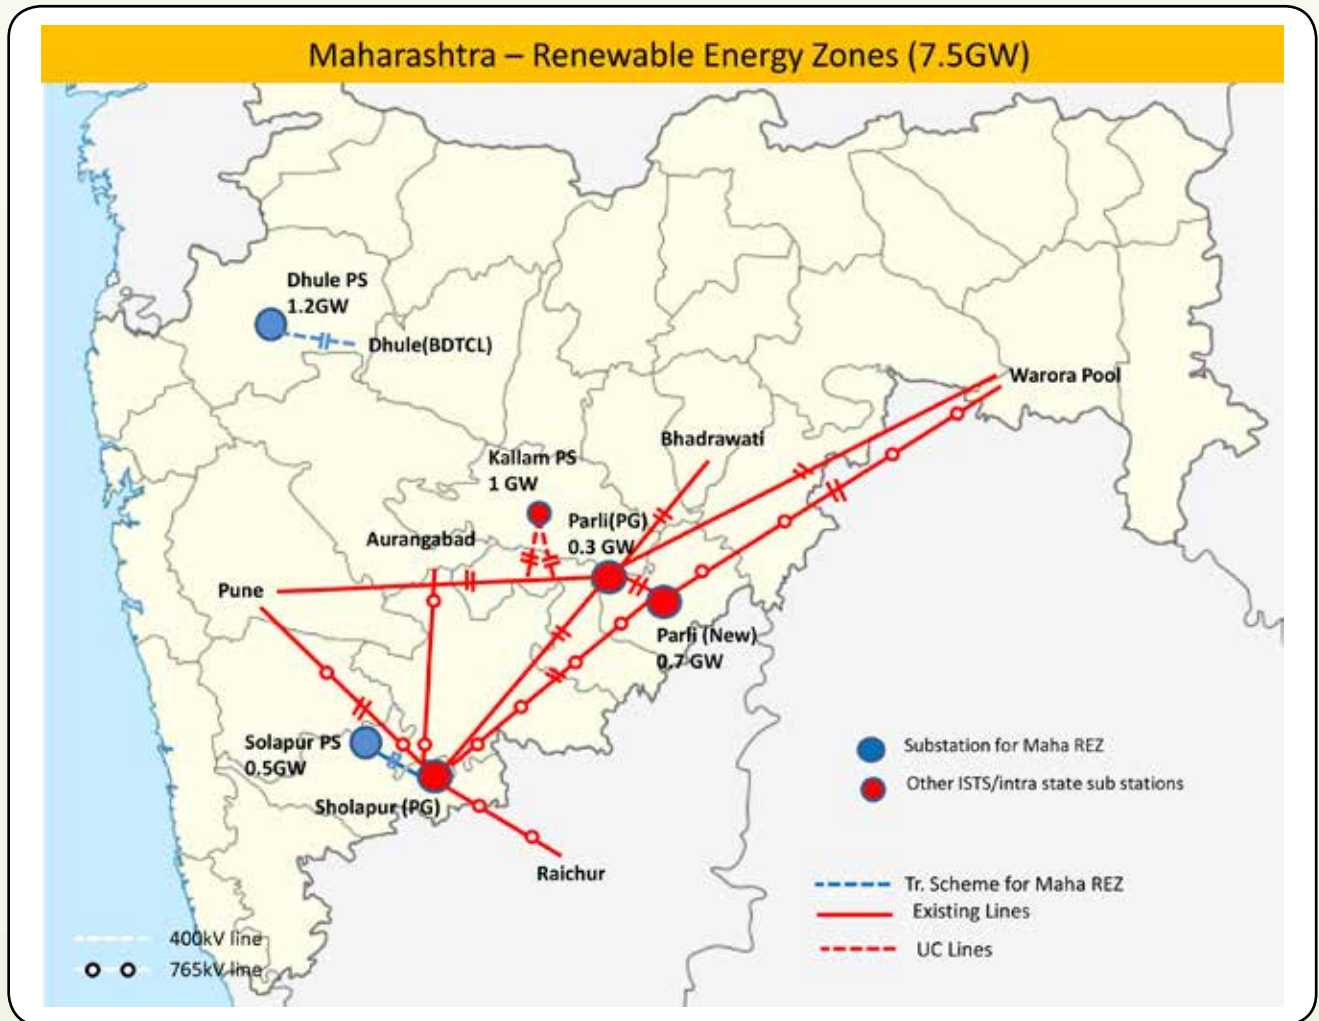 Maharashtra – Renewable Energy Zones (7.5GW)
Dhule PS
1.2GW
Dhule(BDTCL)
Warora Pool
Bhadrawati
Kallam PS
1 GW
Parli(PG)
0.3 GW
Aurangabad
Pune
Parli (New)
0.7 GW
Solapur PS
0.5GW
Sholapur (PG)
Raichur
Substation for Maha REZ
Other ISTS/intra state sub stations
Tr. Scheme for Maha REZ
Existing Lines
UC Lines
400kV line
765kV line